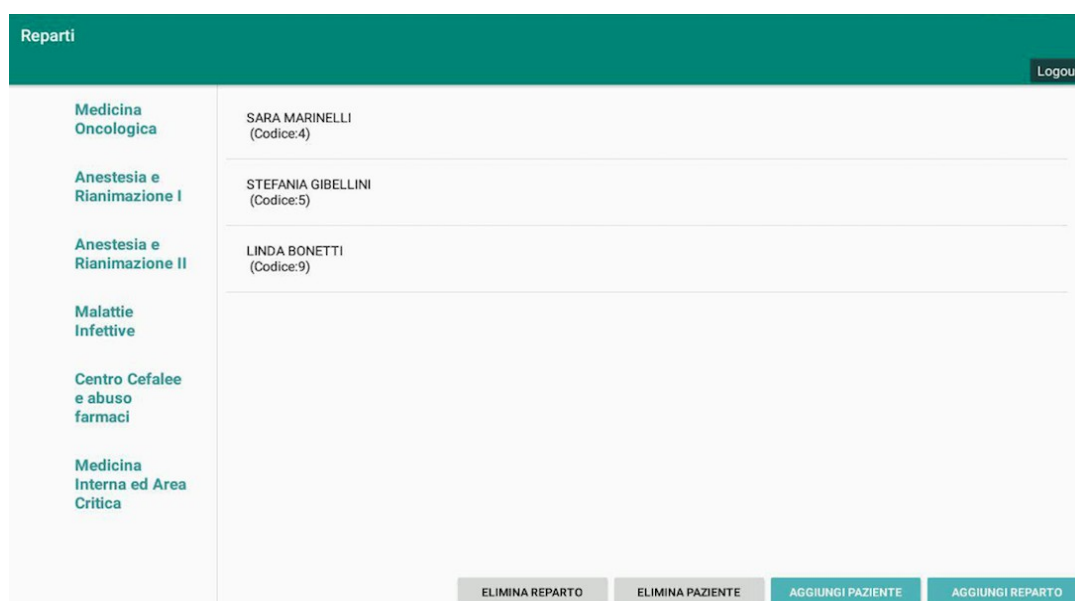 Reparti
Logou
Medicina
Oncologica
Anestesia e
Rianimazione I
Anestesia e
Rianimazione II
Malattie
Infettive
Centro Cefalee
e abuso
farmaci
Medicina
Interna ed Area
Critica
SARA MARINELLI
(Codice:4)
STEFANIA GIBELLINI
(Codice:5)
LINDA BONETTI
(Codice:9)
ELIMINA REPARTO
ELIMINA PAZIENTE
AGGIUNGI PAZIENTE
AGGIUNGI REPARTO